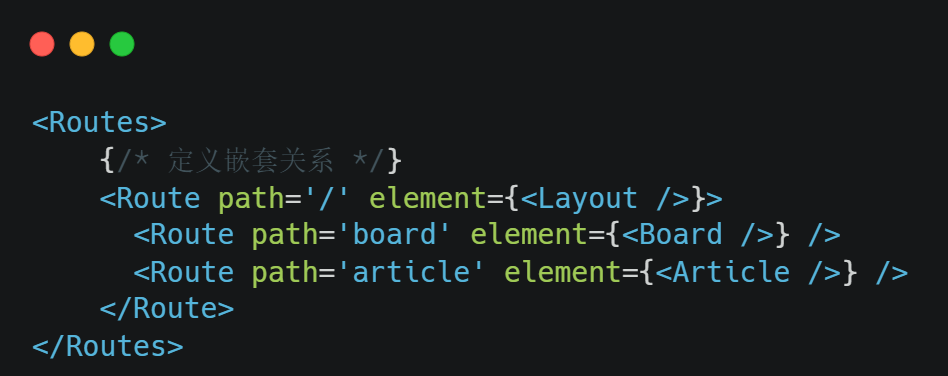 <Routes>
    {/* 定义嵌套关系 */}
    <Route path='/' element={<Layout />}>
      <Route path='board' element={<Board />} />
      <Route path='article' element={<Article />} />
    </Route>
</Routes>